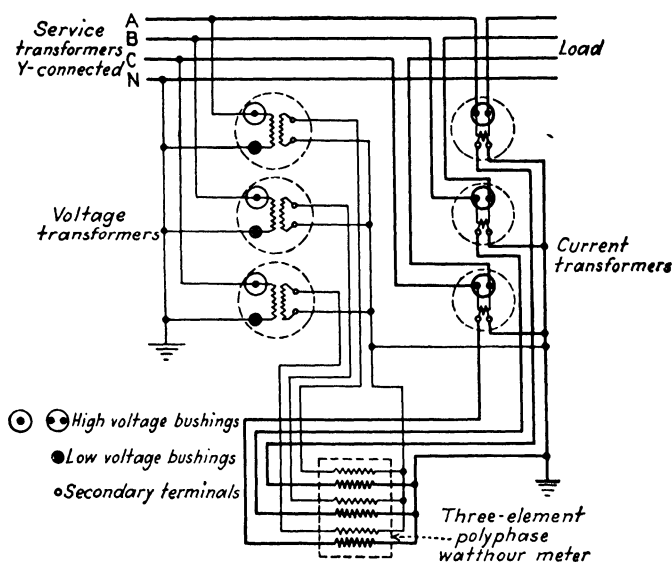 A
B
C
N
Service
transformers
Y-connected
Load
Voltage
transformers
Current
transformers
High voltage bushings
Low voltage bushings
Secondary terminals
Three-element
polyphase
watthour meter